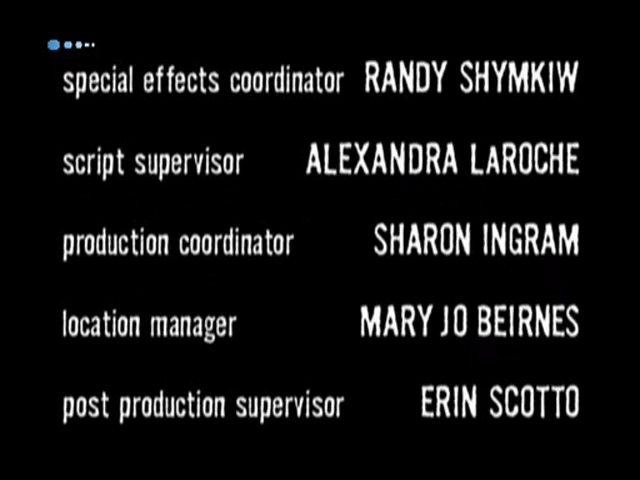 special effects coordinator RANDY SHYMKIW
script supervisor ALEXANDRA LAROCHE
production coordinator SHARON INGRAM
location manager MARY JO BEIRNES
post production supervisor ERIN SCOTTO